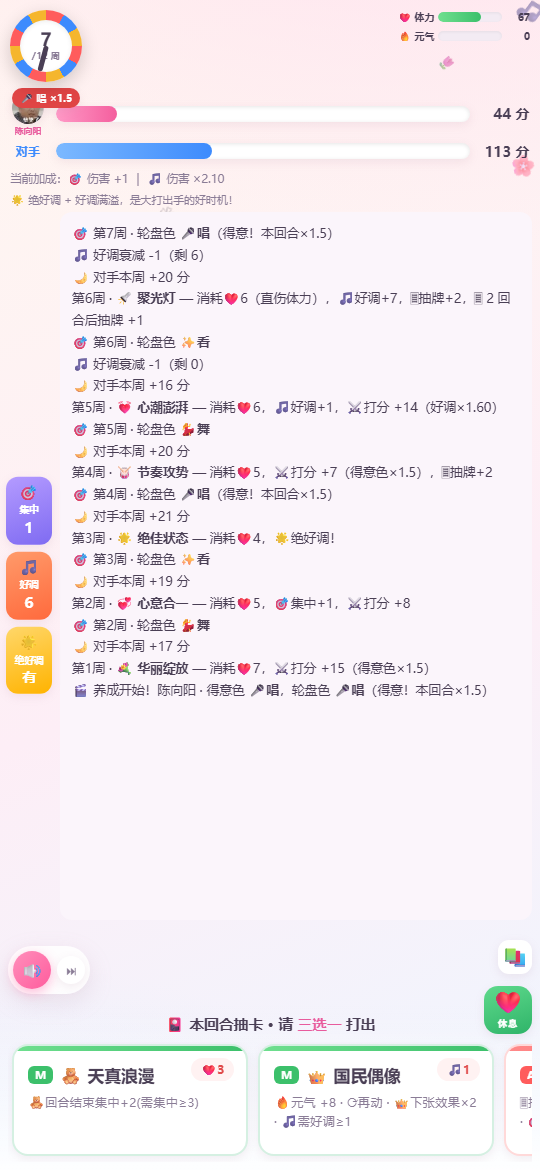 7
/1 周
体力 67
元气 0
唱 ×1.5
陈向阳
44 分
对手
113 分
当前加成: 伤害 +1 | 伤害 ×2.10
绝好调 + 好调满溢，是大打出手的好时机！
第7周 · 轮盘色 唱（得意！本回合×1.5）
好调衰减 -1（剩 6）
对手本周 +20 分
第6周 · 聚光灯 — 消耗 6（直伤体力）， 好调+7， 抽牌+2， 2 回
合后抽牌 +1
第6周 · 轮盘色 看
好调衰减 -1（剩 0）
对手本周 +16 分
第5周 · 心潮澎湃 — 消耗 6， 好调+1， 打分 +14（好调×1.60）
第5周 · 轮盘色 舞
对手本周 +20 分
第4周 · 节奏攻势 — 消耗 5， 打分 +7（得意色×1.5）， 抽牌+2
第4周 · 轮盘色 唱（得意！本回合×1.5）
对手本周 +21 分
第3周 · 绝佳状态 — 消耗 4， 绝好调！
第3周 · 轮盘色 看
对手本周 +19 分
第2周 · 心意合一 — 消耗 5， 集中+1， 打分 +8
第2周 · 轮盘色 舞
对手本周 +17 分
第1周 · 华丽绽放 — 消耗 7， 打分 +15（得意色×1.5）
养成开始！陈向阳 · 得意色 唱，轮盘色 唱（得意！本回合×1.5）
集中
1
好调
6
绝好调
有
休息
本回合抽卡 • 请 三选一 打出
M 天真浪漫 3
回合结束集中+2(需集中≥3)
M 国民偶像 1
元气 +8 · 再动 · 下张效果×2
· 需好调≥1